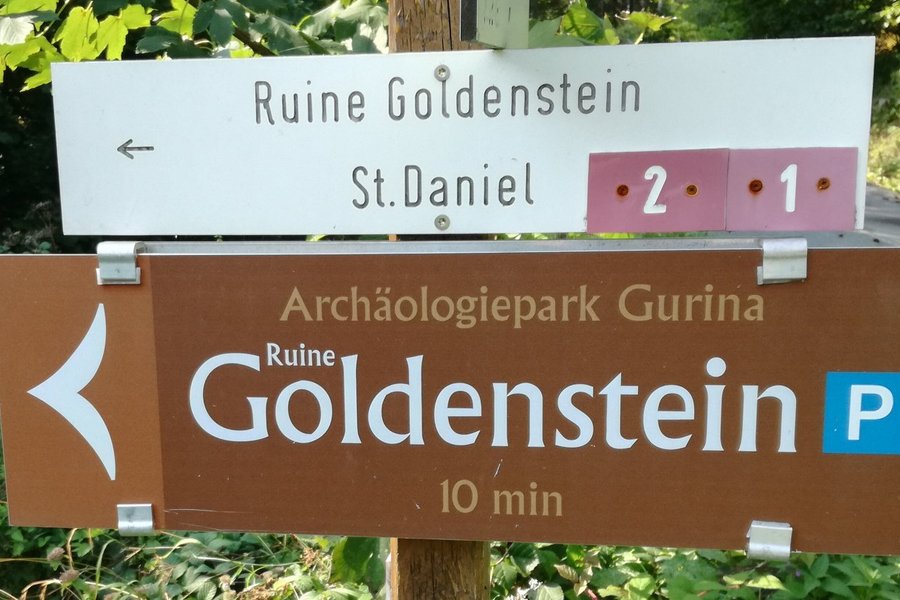 Ruine Goldenstein
St. Daniel
2 1
Archäologiepark Gurina
Ruine
Goldenstein
P
10 min